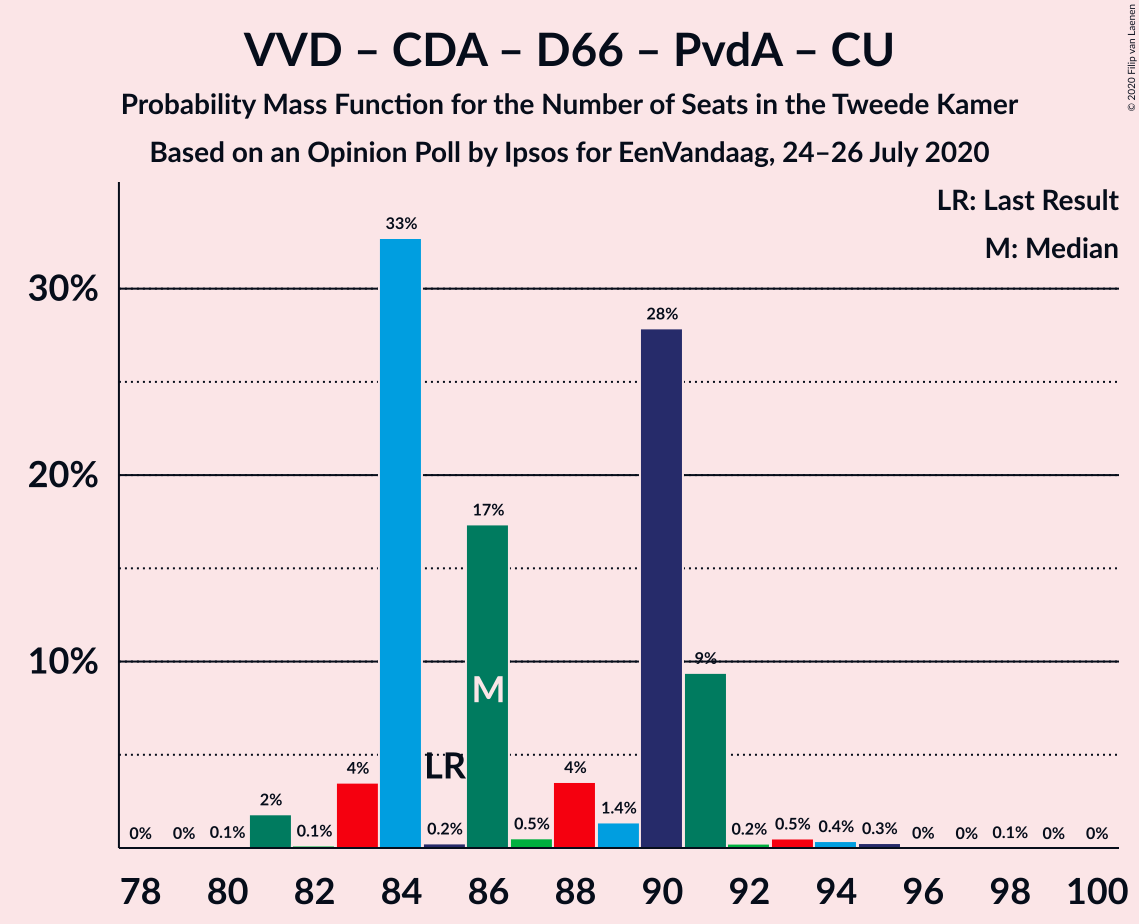 VVD – CDA – D66 – PvdA – CU
Probability Mass Function for the Number of Seats in the Tweede Kamer
Based on an Opinion Poll by Ipsos for EenVandaag, 24–26 July 2020
© 2020 Filip van Laenen
LR: Last Result
M: Median
30%
20%
10%
0% 0% 0.1% 2% 0.1% 4% 33% 0.2% 17% 0.5% 4% 1.4% 28% 9% 0.2% 0.5% 0.4% 0.3% 0% 0% 0.1% 0% 0%
LR
M
78 80 82 84 86 88 90 92 94 96 98 100